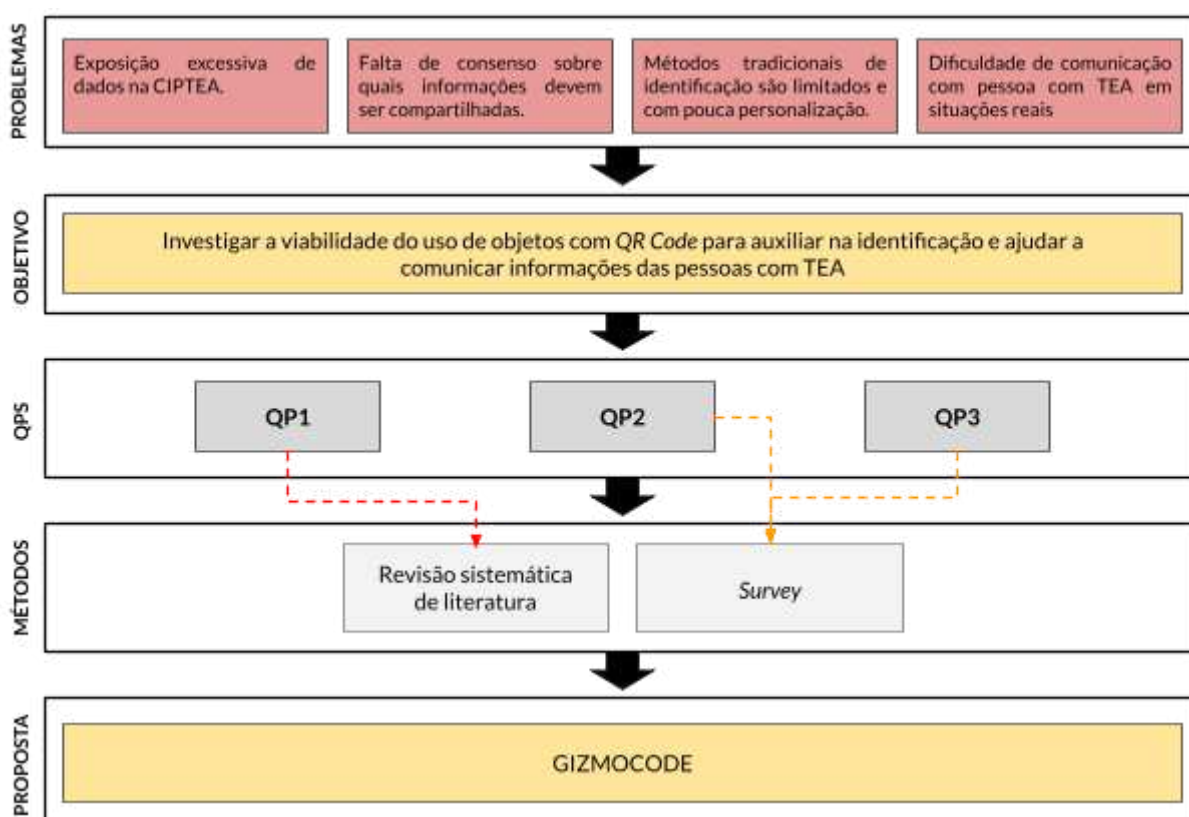 PROBLEMAS
Exposição excessiva de
dados na CIPTEA.
Falta de consenso sobre
quais informações devem
ser compartilhadas.
Métodos tradicionais de
identificação são limitados e
com pouca personalização.
Dificuldade de comunicação
com pessoa com TEA em
situações reais
OBJETIVO
Investigar a viabilidade do uso de objetos com QR Code para auxiliar na identificação e ajudar a
comunicar informações das pessoas com TEA
QPS
QP1
QP2
QP3
MÉTODOS
Revisão sistemática
de literatura
Survey
PROPOSTA
GIZMOCODE